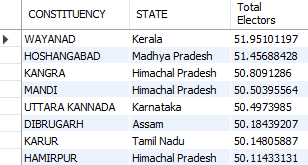 CONSTITUENCY STATE Total Electors
WAYANAD Kerala 51.95101197
HOSHANGABAD Madhya Pradesh 51.45688428
KANGRA Himachal Pradesh 50.8091286
MANDI Himachal Pradesh 50.50395564
UTTARA KANNADA Karnataka 50.4973985
DIBRUGARH Assam 50.18439207
KARUR Tamil Nadu 50.14805887
HAMIRPUR Himachal Pradesh 50.11433131